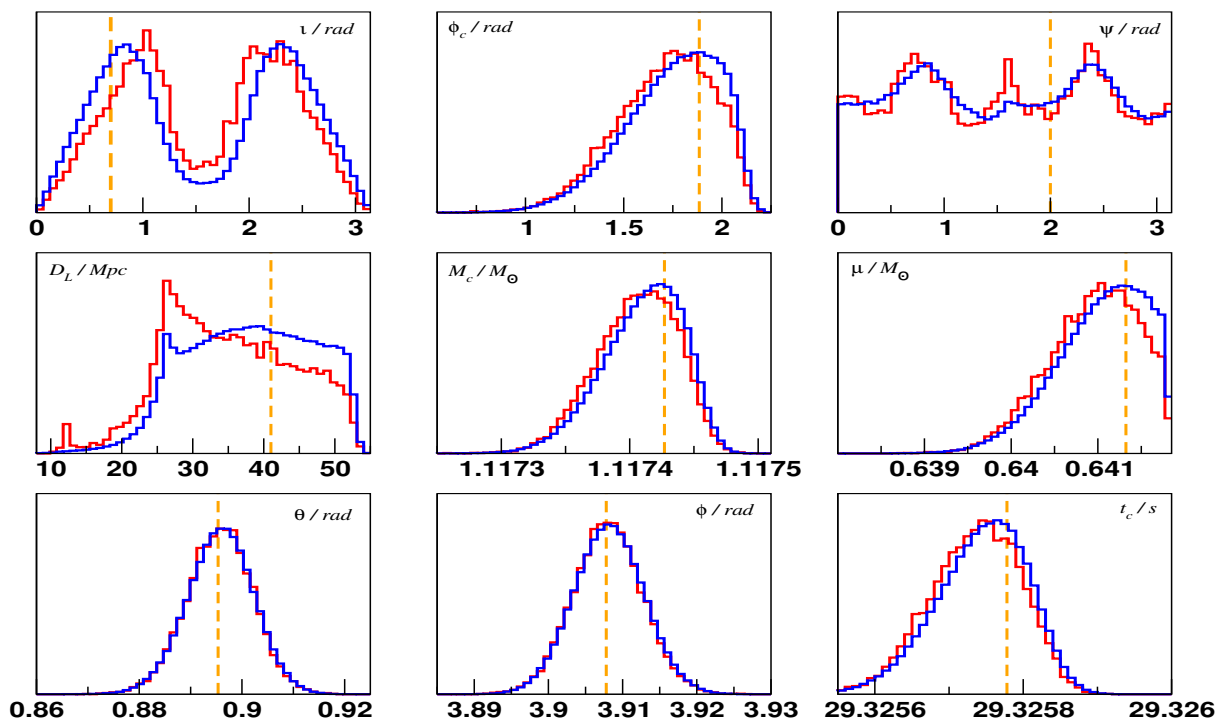 ι / rad
ϕc / rad
ψ / rad
0 1 2 3
1 1.5 2
0 1 2 3
DL / Mpc
Mc / M⊙
μ / M⊙
10 20 30 40 50
1.1173 1.1174 1.1175
0.639 0.64 0.641
θ / rad
ϕ / rad
tc / s
0.86 0.88 0.9 0.92
3.89 3.9 3.91 3.92 3.93
29.3256 29.3258 29.326